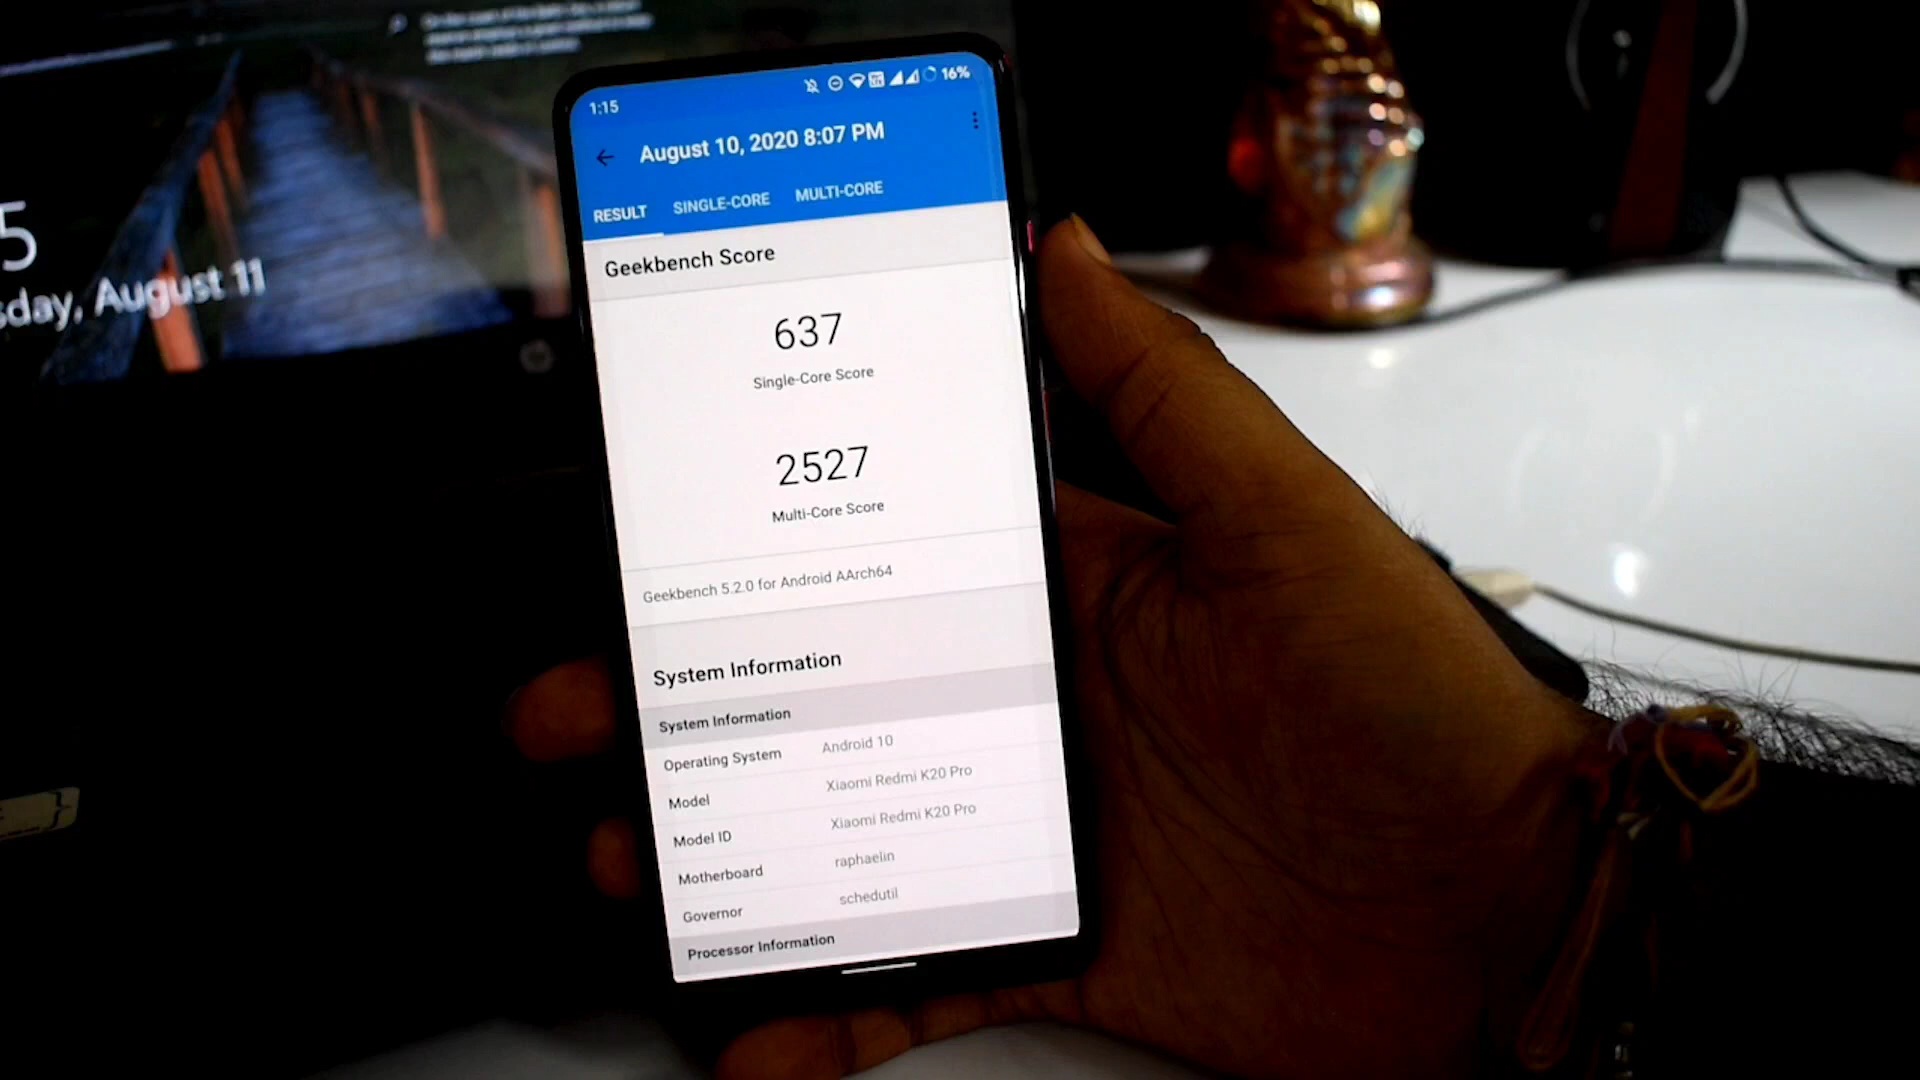 5
sday, August 11
1:15
16%
August 10, 2020 8:07 PM
RESULT
SINGLE-CORE
MULTI-CORE
Geekbench Score
637
Single-Core Score
2527
Multi-Core Score
Geekbench 5.2.0 for Android AArch64
System Information
System Information
Operating System Android 10
Model Xiaomi Redmi K20 Pro
Model ID Xiaomi Redmi K20 Pro
Motherboard raphaelin
Governor schedutil
Processor Information